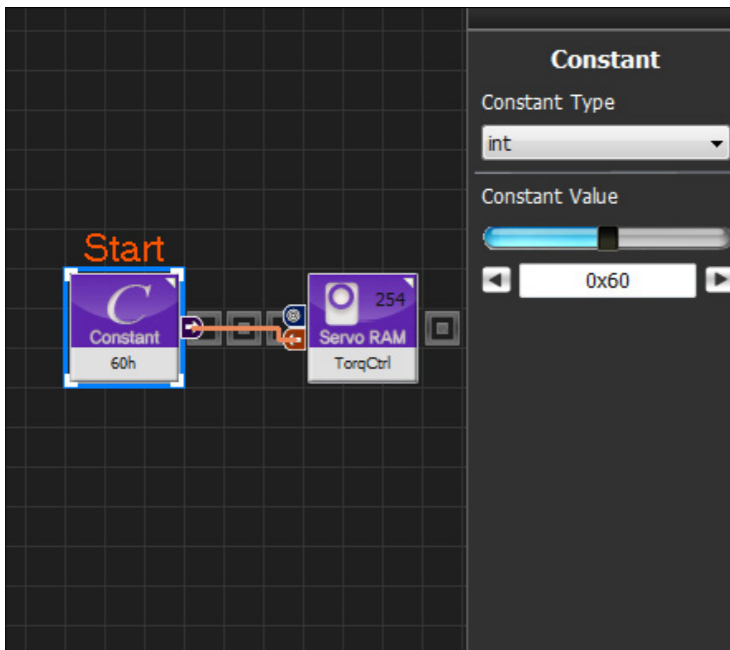 Start
C
Constant
60h
254
Servo RAM
TorqCtrl
Constant
Constant Type
int
Constant Value
0x60